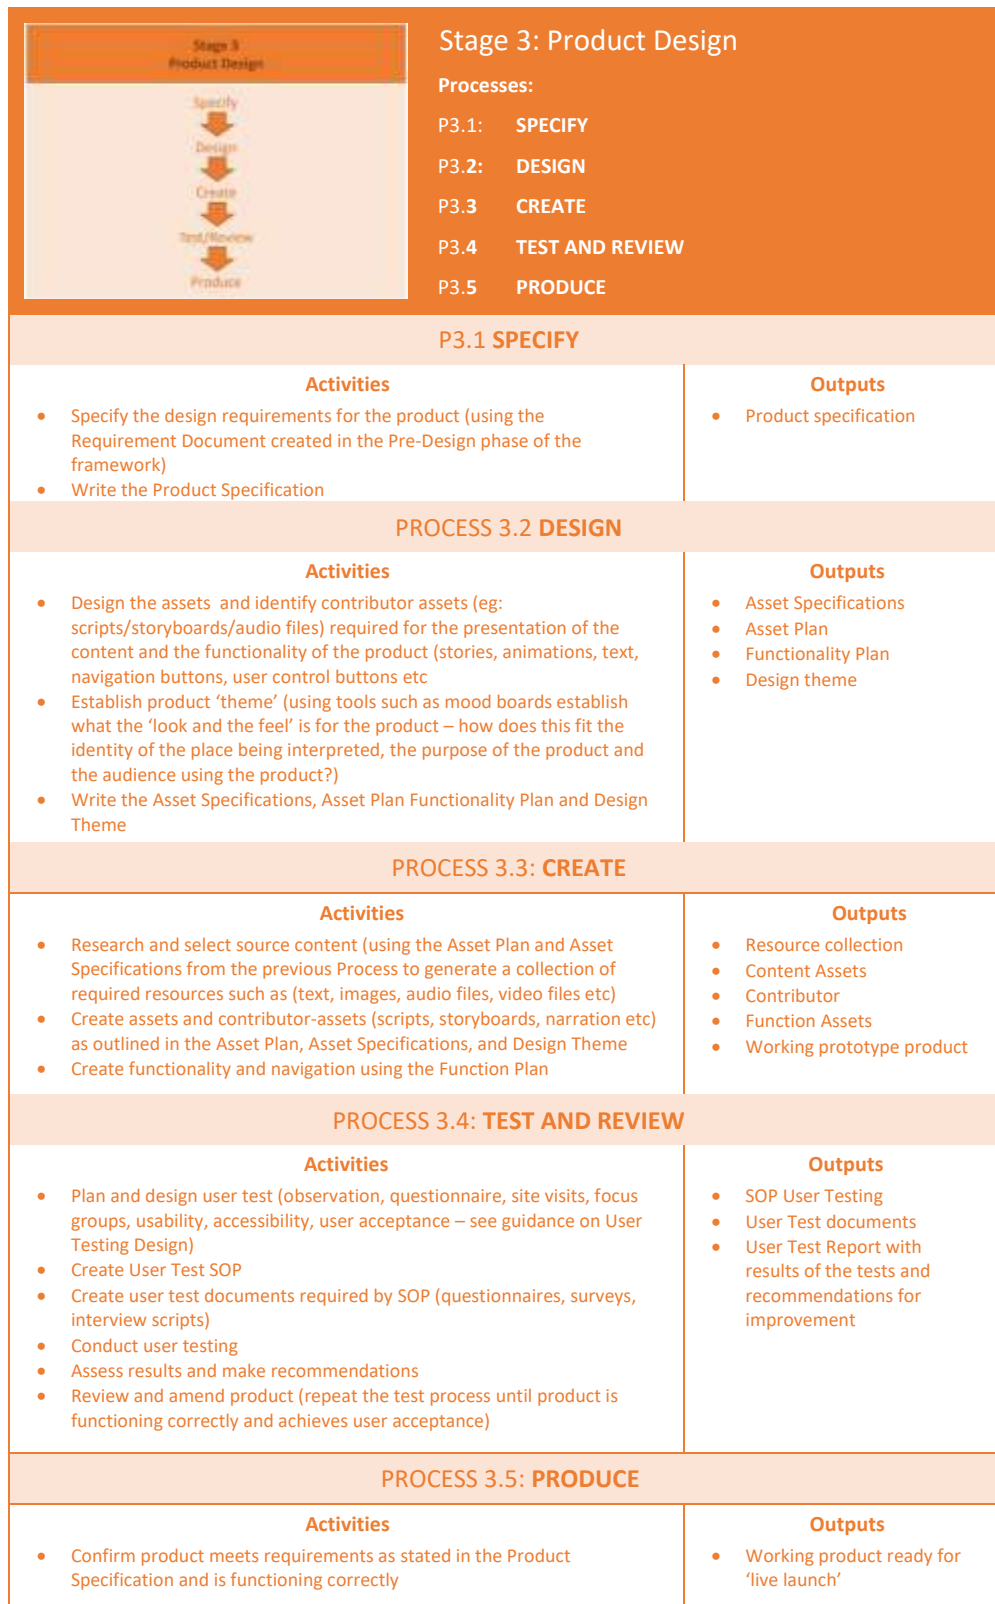 Stage 3
Product Design
Specify
Design
Create
Test/Review
Produce
Stage 3: Product Design
Processes:
P3.1: SPECIFY
P3.2: DESIGN
P3.3 CREATE
P3.4 TEST AND REVIEW
P3.5 PRODUCE
P3.1 SPECIFY
Activities
• Specify the design requirements for the product (using the
Requirement Document created in the Pre-Design phase of the
framework)
• Write the Product Specification
Outputs
• Product specification
PROCESS 3.2 DESIGN
Activities
• Design the assets  and identify contributor assets (eg:
scripts/storyboards/audio files) required for the presentation of the
content and the functionality of the product (stories, animations, text,
navigation buttons, user control buttons etc
• Establish product ‘theme’ (using tools such as mood boards establish
what the ‘look and the feel’ is for the product – how does this fit the
identity of the place being interpreted, the purpose of the product and
the audience using the product?)
• Write the Asset Specifications, Asset Plan Functionality Plan and Design
Theme
Outputs
• Asset Specifications
• Asset Plan
• Functionality Plan
• Design theme
PROCESS 3.3: CREATE
Activities
• Research and select source content (using the Asset Plan and Asset
Specifications from the previous Process to generate a collection of
required resources such as (text, images, audio files, video files etc)
• Create assets and contributor-assets (scripts, storyboards, narration etc)
as outlined in the Asset Plan, Asset Specifications, and Design Theme
• Create functionality and navigation using the Function Plan
Outputs
• Resource collection
• Content Assets
• Contributor
• Function Assets
• Working prototype product
PROCESS 3.4: TEST AND REVIEW
Activities
• Plan and design user test (observation, questionnaire, site visits, focus
groups, usability, accessibility, user acceptance – see guidance on User
Testing Design)
• Create User Test SOP
• Create user test documents required by SOP (questionnaires, surveys,
interview scripts)
• Conduct user testing
• Assess results and make recommendations
• Review and amend product (repeat the test process until product is
functioning correctly and achieves user acceptance)
Outputs
• SOP User Testing
• User Test documents
• User Test Report with
results of the tests and
recommendations for
improvement
PROCESS 3.5: PRODUCE
Activities
• Confirm product meets requirements as stated in the Product
Specification and is functioning correctly
Outputs
• Working product ready for
‘live launch’